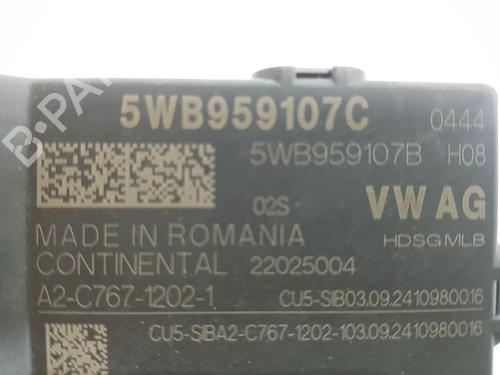 5WB959107C 0444
5WB959107B H08
02S VW AG
MADE IN ROMANIA HDSG MLB
CONTINENTAL 22025004
A2-C767-1202-1 CU5-SIB03.09.2410980016
CU5-SIBA2-C767-1202-103.09.2410980016